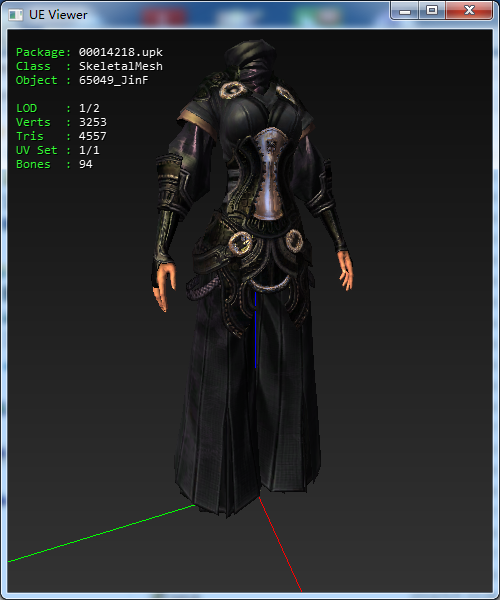 UE Viewer
Package: 00014218.upk
Class : SkeletalMesh
Object : 65049_JinF
LOD : 1/2
Verts : 3253
Tris : 4557
UV Set : 1/1
Bones : 94